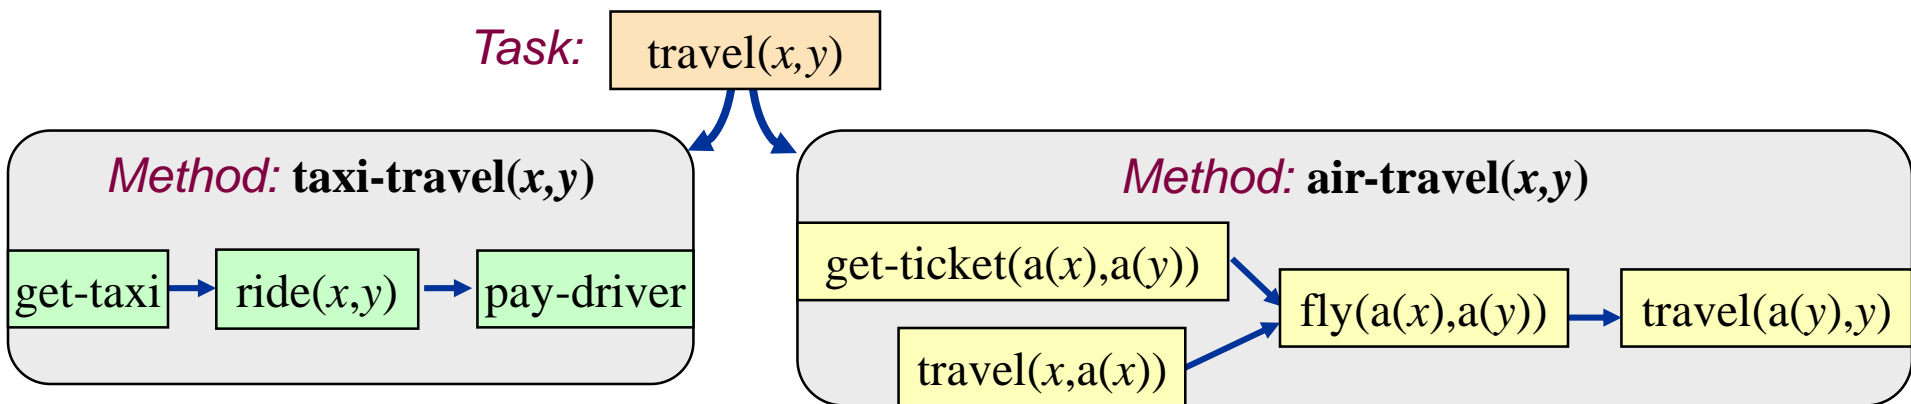 Task: travel(x,y)
Method: taxi-travel(x,y)
get-taxi
ride(x,y)
pay-driver
Method: air-travel(x,y)
get-ticket(a(x),a(y))
travel(x,a(x))
fly(a(x),a(y))
travel(a(y),y)